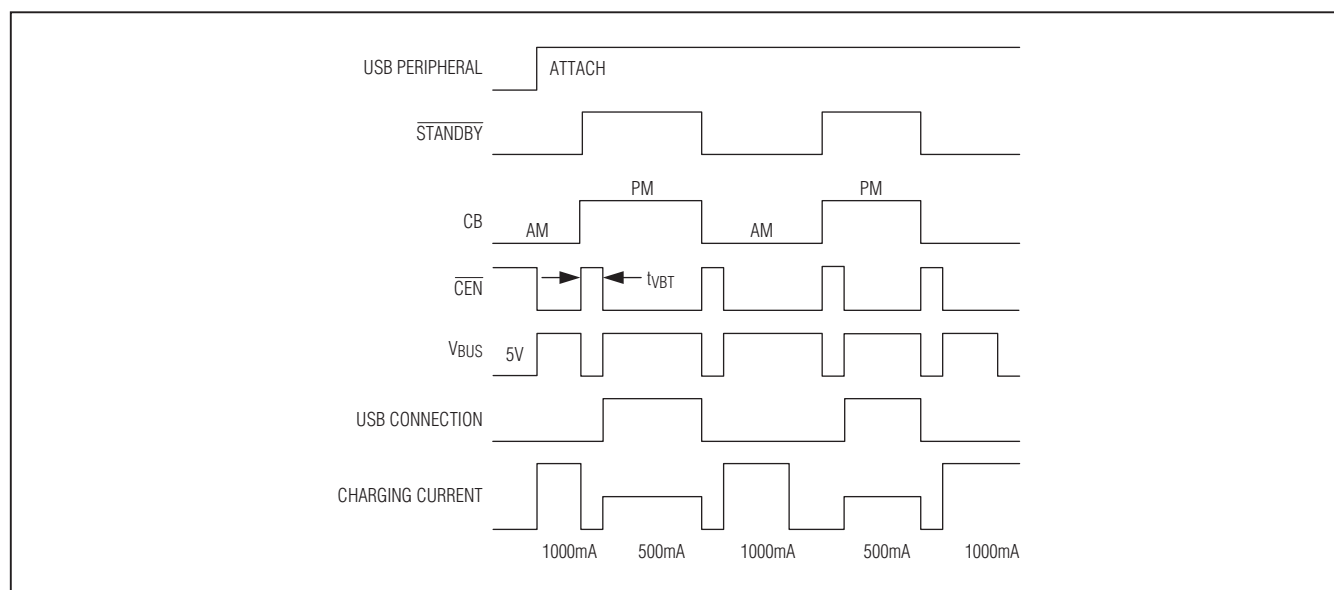 USB PERIPHERAL ATTACH
STANDBY
PM PM
CB AM AM
CEN tVBT
VBUS 5V
USB CONNECTION
CHARGING CURRENT
1000mA 500mA 1000mA 500mA 1000mA